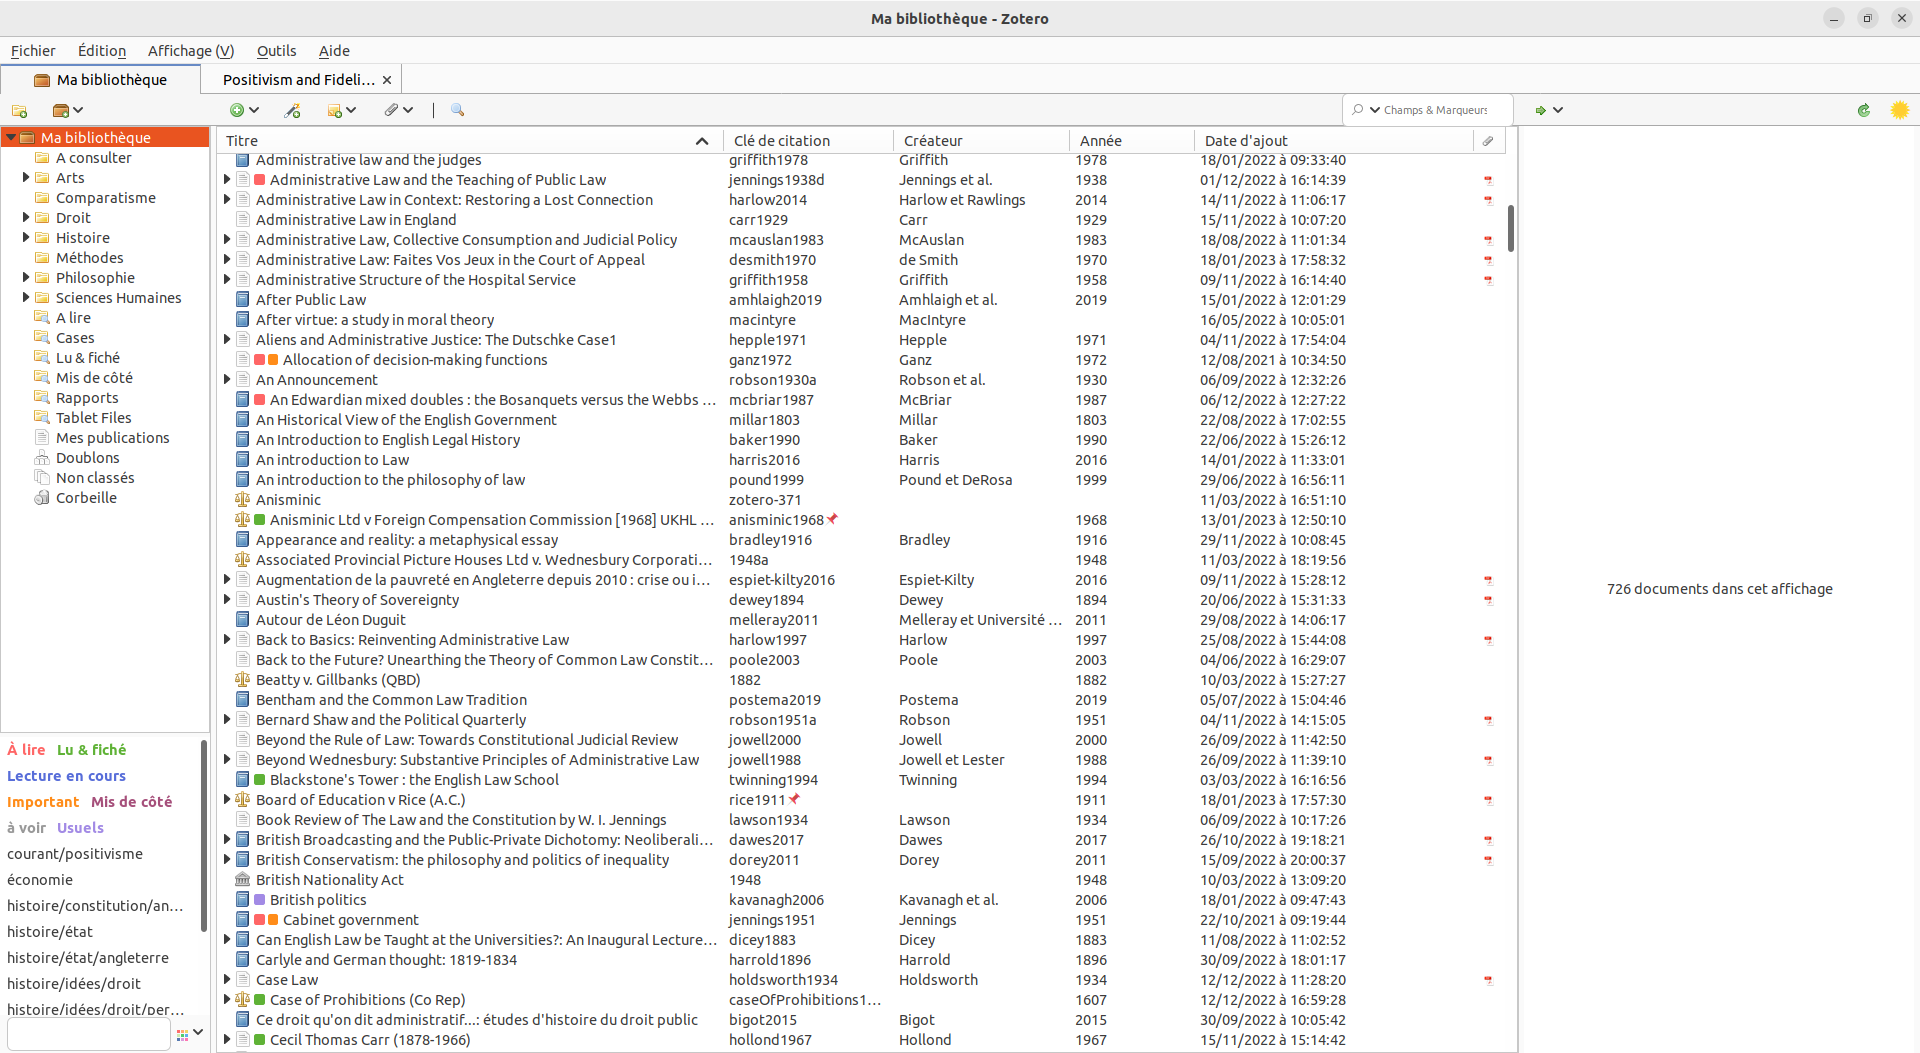 Ma bibliothèque - Zotero
Fichier Édition Affichage (V) Outils Aide
Ma bibliothèque Positivism and Fideli…
Champs & Marqueurs
Ma bibliothèque
A consulter
Arts
Comparatisme
Droit
Histoire
Méthodes
Philosophie
Sciences Humaines
A lire
Cases
Lu & fiché
Mis de côté
Rapports
Tablet Files
Mes publications
Doublons
Non classés
Corbeille
À lire Lu & fiché
Lecture en cours
Important Mis de côté
à voir Usuels
courant/positivisme
économie
histoire/constitution/an…
histoire/état
histoire/état/angleterre
histoire/idées/droit
histoire/idées/droit/per…
Titre Clé de citation Créateur Année Date d'ajout
Administrative law and the judges griffith1978 Griffith 1978 18/01/2022 à 09:33:40
Administrative Law and the Teaching of Public Law jennings1938d Jennings et al. 1938 01/12/2022 à 16:14:39
Administrative Law in Context: Restoring a Lost Connection harlow2014 Harlow et Rawlings 2014 14/11/2022 à 11:06:17
Administrative Law in England carr1929 Carr 1929 15/11/2022 à 10:07:20
Administrative Law, Collective Consumption and Judicial Policy mcauslan1983 McAuslan 1983 18/08/2022 à 11:01:34
Administrative Law: Faites Vos Jeux in the Court of Appeal desmith1970 de Smith 1970 18/01/2023 à 17:58:32
Administrative Structure of the Hospital Service griffith1958 Griffith 1958 09/11/2022 à 16:14:40
After Public Law amhlaigh2019 Amhlaigh et al. 2019 15/01/2022 à 12:01:29
After virtue: a study in moral theory macintyre MacIntyre 16/05/2022 à 10:05:01
Aliens and Administrative Justice: The Dutschke Case1 hepple1971 Hepple 1971 04/11/2022 à 17:54:04
Allocation of decision-making functions ganz1972 Ganz 1972 12/08/2021 à 10:34:50
An Announcement robson1930a Robson et al. 1930 06/09/2022 à 12:32:26
An Edwardian mixed doubles : the Bosanquets versus the Webbs … mcbriar1987 McBriar 1987 06/12/2022 à 12:27:22
An Historical View of the English Government millar1803 Millar 1803 22/08/2022 à 17:02:55
An Introduction to English Legal History baker1990 Baker 1990 22/06/2022 à 15:26:12
An introduction to Law harris2016 Harris 2016 14/01/2022 à 11:33:01
An introduction to the philosophy of law pound1999 Pound et DeRosa 1999 29/06/2022 à 16:56:11
Anisminic zotero-371 11/03/2022 à 16:51:10
Anisminic Ltd v Foreign Compensation Commission [1968] UKHL … anisminic1968 1968 13/01/2023 à 12:50:10
Appearance and reality: a metaphysical essay bradley1916 Bradley 1916 29/11/2022 à 10:08:45
Associated Provincial Picture Houses Ltd v. Wednesbury Corporati… 1948a 1948 11/03/2022 à 18:19:56
Augmentation de la pauvreté en Angleterre depuis 2010 : crise ou i… espiet-kilty2016 Espiet-Kilty 2016 09/11/2022 à 15:28:12
Austin's Theory of Sovereignty dewey1894 Dewey 1894 20/06/2022 à 15:31:33
Autour de Léon Duguit melleray2011 Melleray et Université … 2011 29/08/2022 à 14:06:17
Back to Basics: Reinventing Administrative Law harlow1997 Harlow 1997 25/08/2022 à 15:44:08
Back to the Future? Unearthing the Theory of Common Law Constit… poole2003 Poole 2003 04/06/2022 à 16:29:07
Beatty v. Gillbanks (QBD) 1882 1882 10/03/2022 à 15:27:27
Bentham and the Common Law Tradition postema2019 Postema 2019 05/07/2022 à 15:04:46
Bernard Shaw and the Political Quarterly robson1951a Robson 1951 04/11/2022 à 14:15:05
Beyond the Rule of Law: Towards Constitutional Judicial Review jowell2000 Jowell 2000 26/09/2022 à 11:42:50
Beyond Wednesbury: Substantive Principles of Administrative Law jowell1988 Jowell et Lester 1988 26/09/2022 à 11:39:10
Blackstone's Tower : the English Law School twinning1994 Twinning 1994 03/03/2022 à 16:16:56
Board of Education v Rice (A.C.) rice1911 1911 18/01/2023 à 17:57:30
Book Review of The Law and the Constitution by W. I. Jennings lawson1934 Lawson 1934 06/09/2022 à 10:17:26
British Broadcasting and the Public-Private Dichotomy: Neoliberali… dawes2017 Dawes 2017 26/10/2022 à 19:18:21
British Conservatism: the philosophy and politics of inequality dorey2011 Dorey 2011 15/09/2022 à 20:00:37
British Nationality Act 1948 1948 10/03/2022 à 13:09:20
British politics kavanagh2006 Kavanagh et al. 2006 18/01/2022 à 09:47:43
Cabinet government jennings1951 Jennings 1951 22/10/2021 à 09:19:44
Can English Law be Taught at the Universities?: An Inaugural Lecture… dicey1883 Dicey 1883 11/08/2022 à 11:02:52
Carlyle and German thought: 1819-1834 harrold1896 Harrold 1896 30/09/2022 à 18:01:17
Case Law holdsworth1934 Holdsworth 1934 12/12/2022 à 11:28:20
Case of Prohibitions (Co Rep) caseOfProhibitions1… 1607 12/12/2022 à 16:59:28
Ce droit qu'on dit administratif...: études d'histoire du droit public bigot2015 Bigot 2015 30/09/2022 à 10:05:42
Cecil Thomas Carr (1878-1966) hollond1967 Hollond 1967 15/11/2022 à 15:14:42
726 documents dans cet affichage